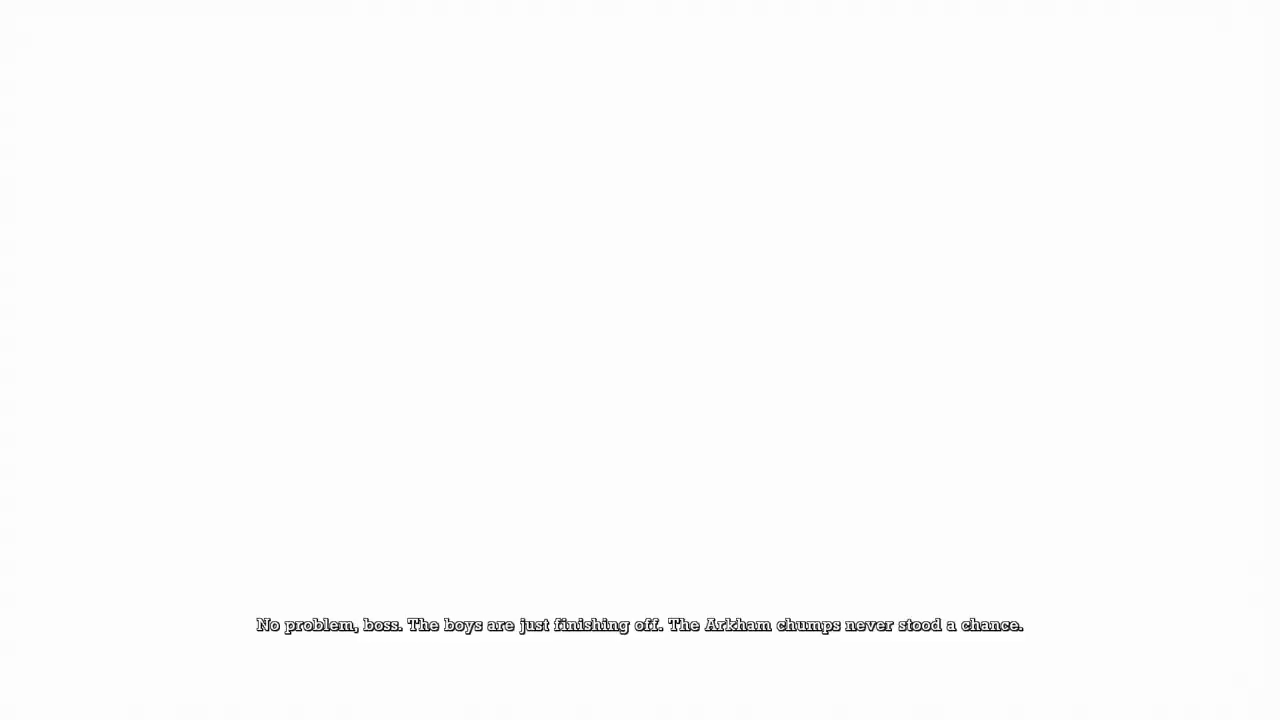 No problem, boss. The boys are just finishing off. The Arkham chumps never stood a chance.